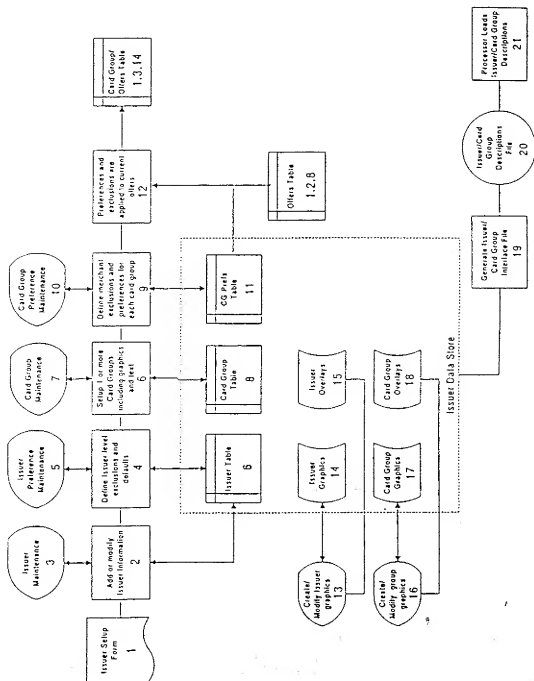 Issuer Setup
Form
1
Issuer
Maintenance
3
Add or modify
Issuer Information
2
Issuer
Preference
Maintenance
5
Define Issuer level
exclusions and
defaults
4
Issuer Table
6
Card Group
Maintenance
7
Setup 1 or more
Card Groups
including graphics
and text
6
Card Group
Table
8
Card Group
Preference
Maintenance
10
Define merchant
exclusions and
preferences for
each card group
9
CG Prefs
Table
11
Preferences and
exclusions are
applied to current
offers
12
Offers Table
1.2.8
Card Group/
Offers Table
1.3.14
Create/
Modify Issuer
graphics
13
Issuer
Graphics
14
Issuer
Overlays
15
Create/
Modify group
graphics
16
Card Group
Graphics
17
Card Group
Overlays
18
Issuer Data Store
Generate Issuer/
Card Group
Interface File
19
Issuer/Card
Group
Descriptions
File
20
Processor Loads
Issuer/Card Group
Descriptions
21